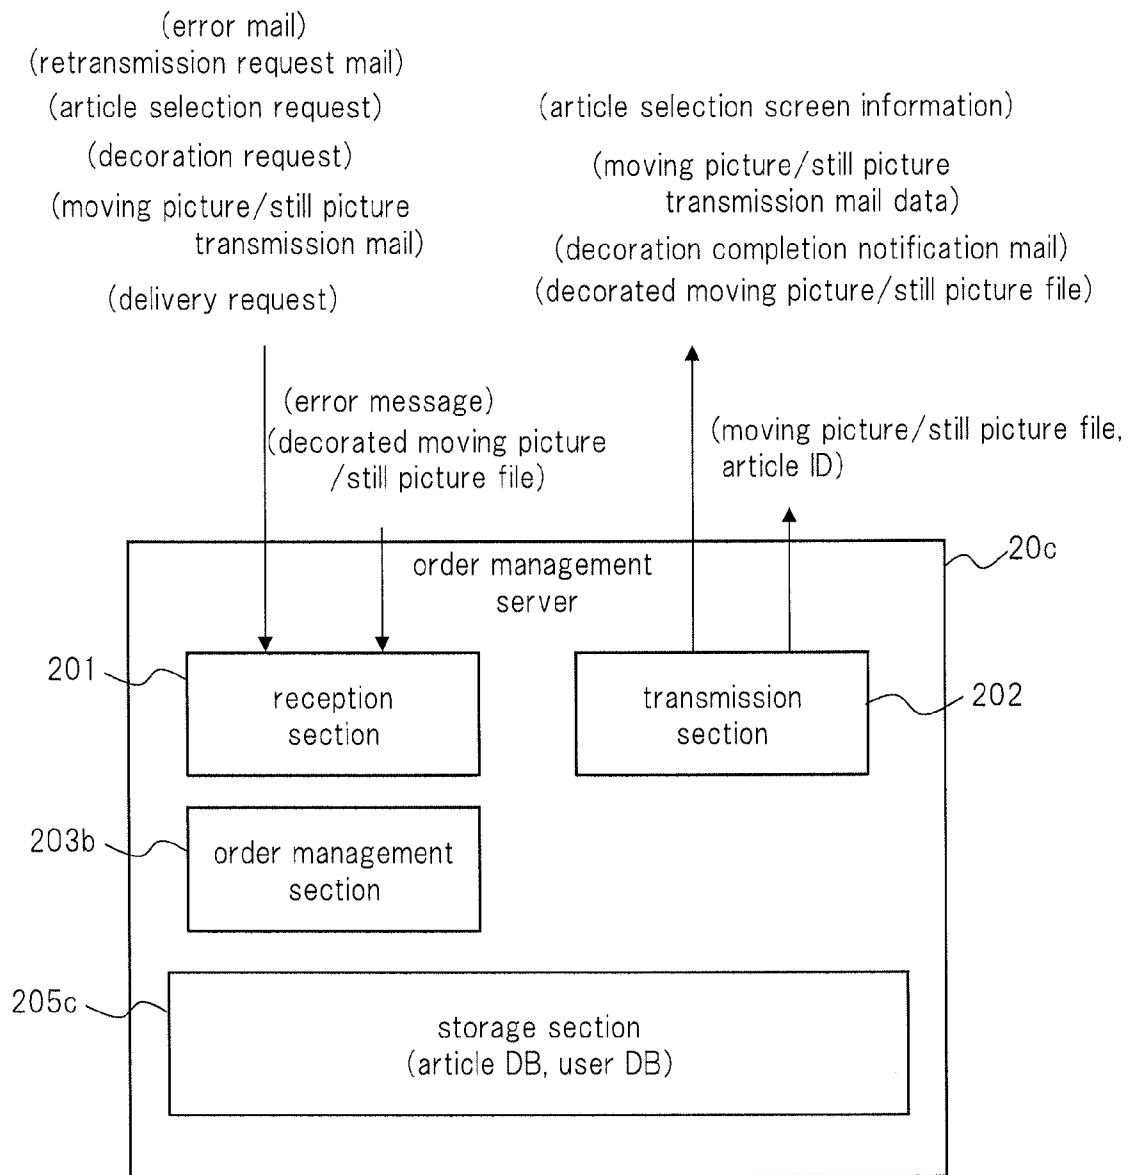 (error mail)
(retransmission request mail)
(article selection request)
(decoration request)
(moving picture/still picture
transmission mail)
(delivery request)
(article selection screen information)
(moving picture/still picture
transmission mail data)
(decoration completion notification mail)
(decorated moving picture/still picture file)
(error message)
(decorated moving picture
/still picture file)
(moving picture/still picture file,
article ID)
20c
order management
server
201
reception
section
transmission
section
202
203b
order management
section
205c
storage section
(article DB, user DB)